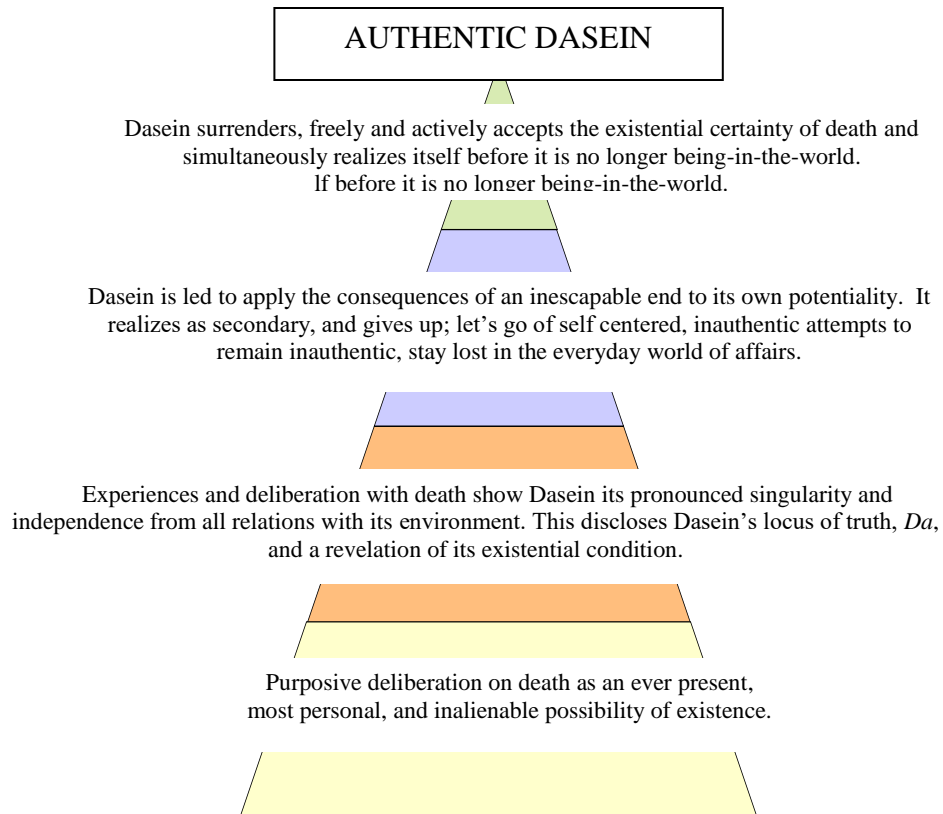 AUTHENTIC DASEIN
Dasein surrenders, freely and actively accepts the existential certainty of death and
simultaneously realizes itself before it is no longer being-in-the-world.
lf before it is no longer being-in-the-world.
Dasein is led to apply the consequences of an inescapable end to its own potentiality.  It
realizes as secondary, and gives up; let’s go of self centered, inauthentic attempts to
remain inauthentic, stay lost in the everyday world of affairs.
Experiences and deliberation with death show Dasein its pronounced singularity and
independence from all relations with its environment. This discloses Dasein’s locus of truth, Da,
and a revelation of its existential condition.
Purposive deliberation on death as an ever present,
most personal, and inalienable possibility of existence.